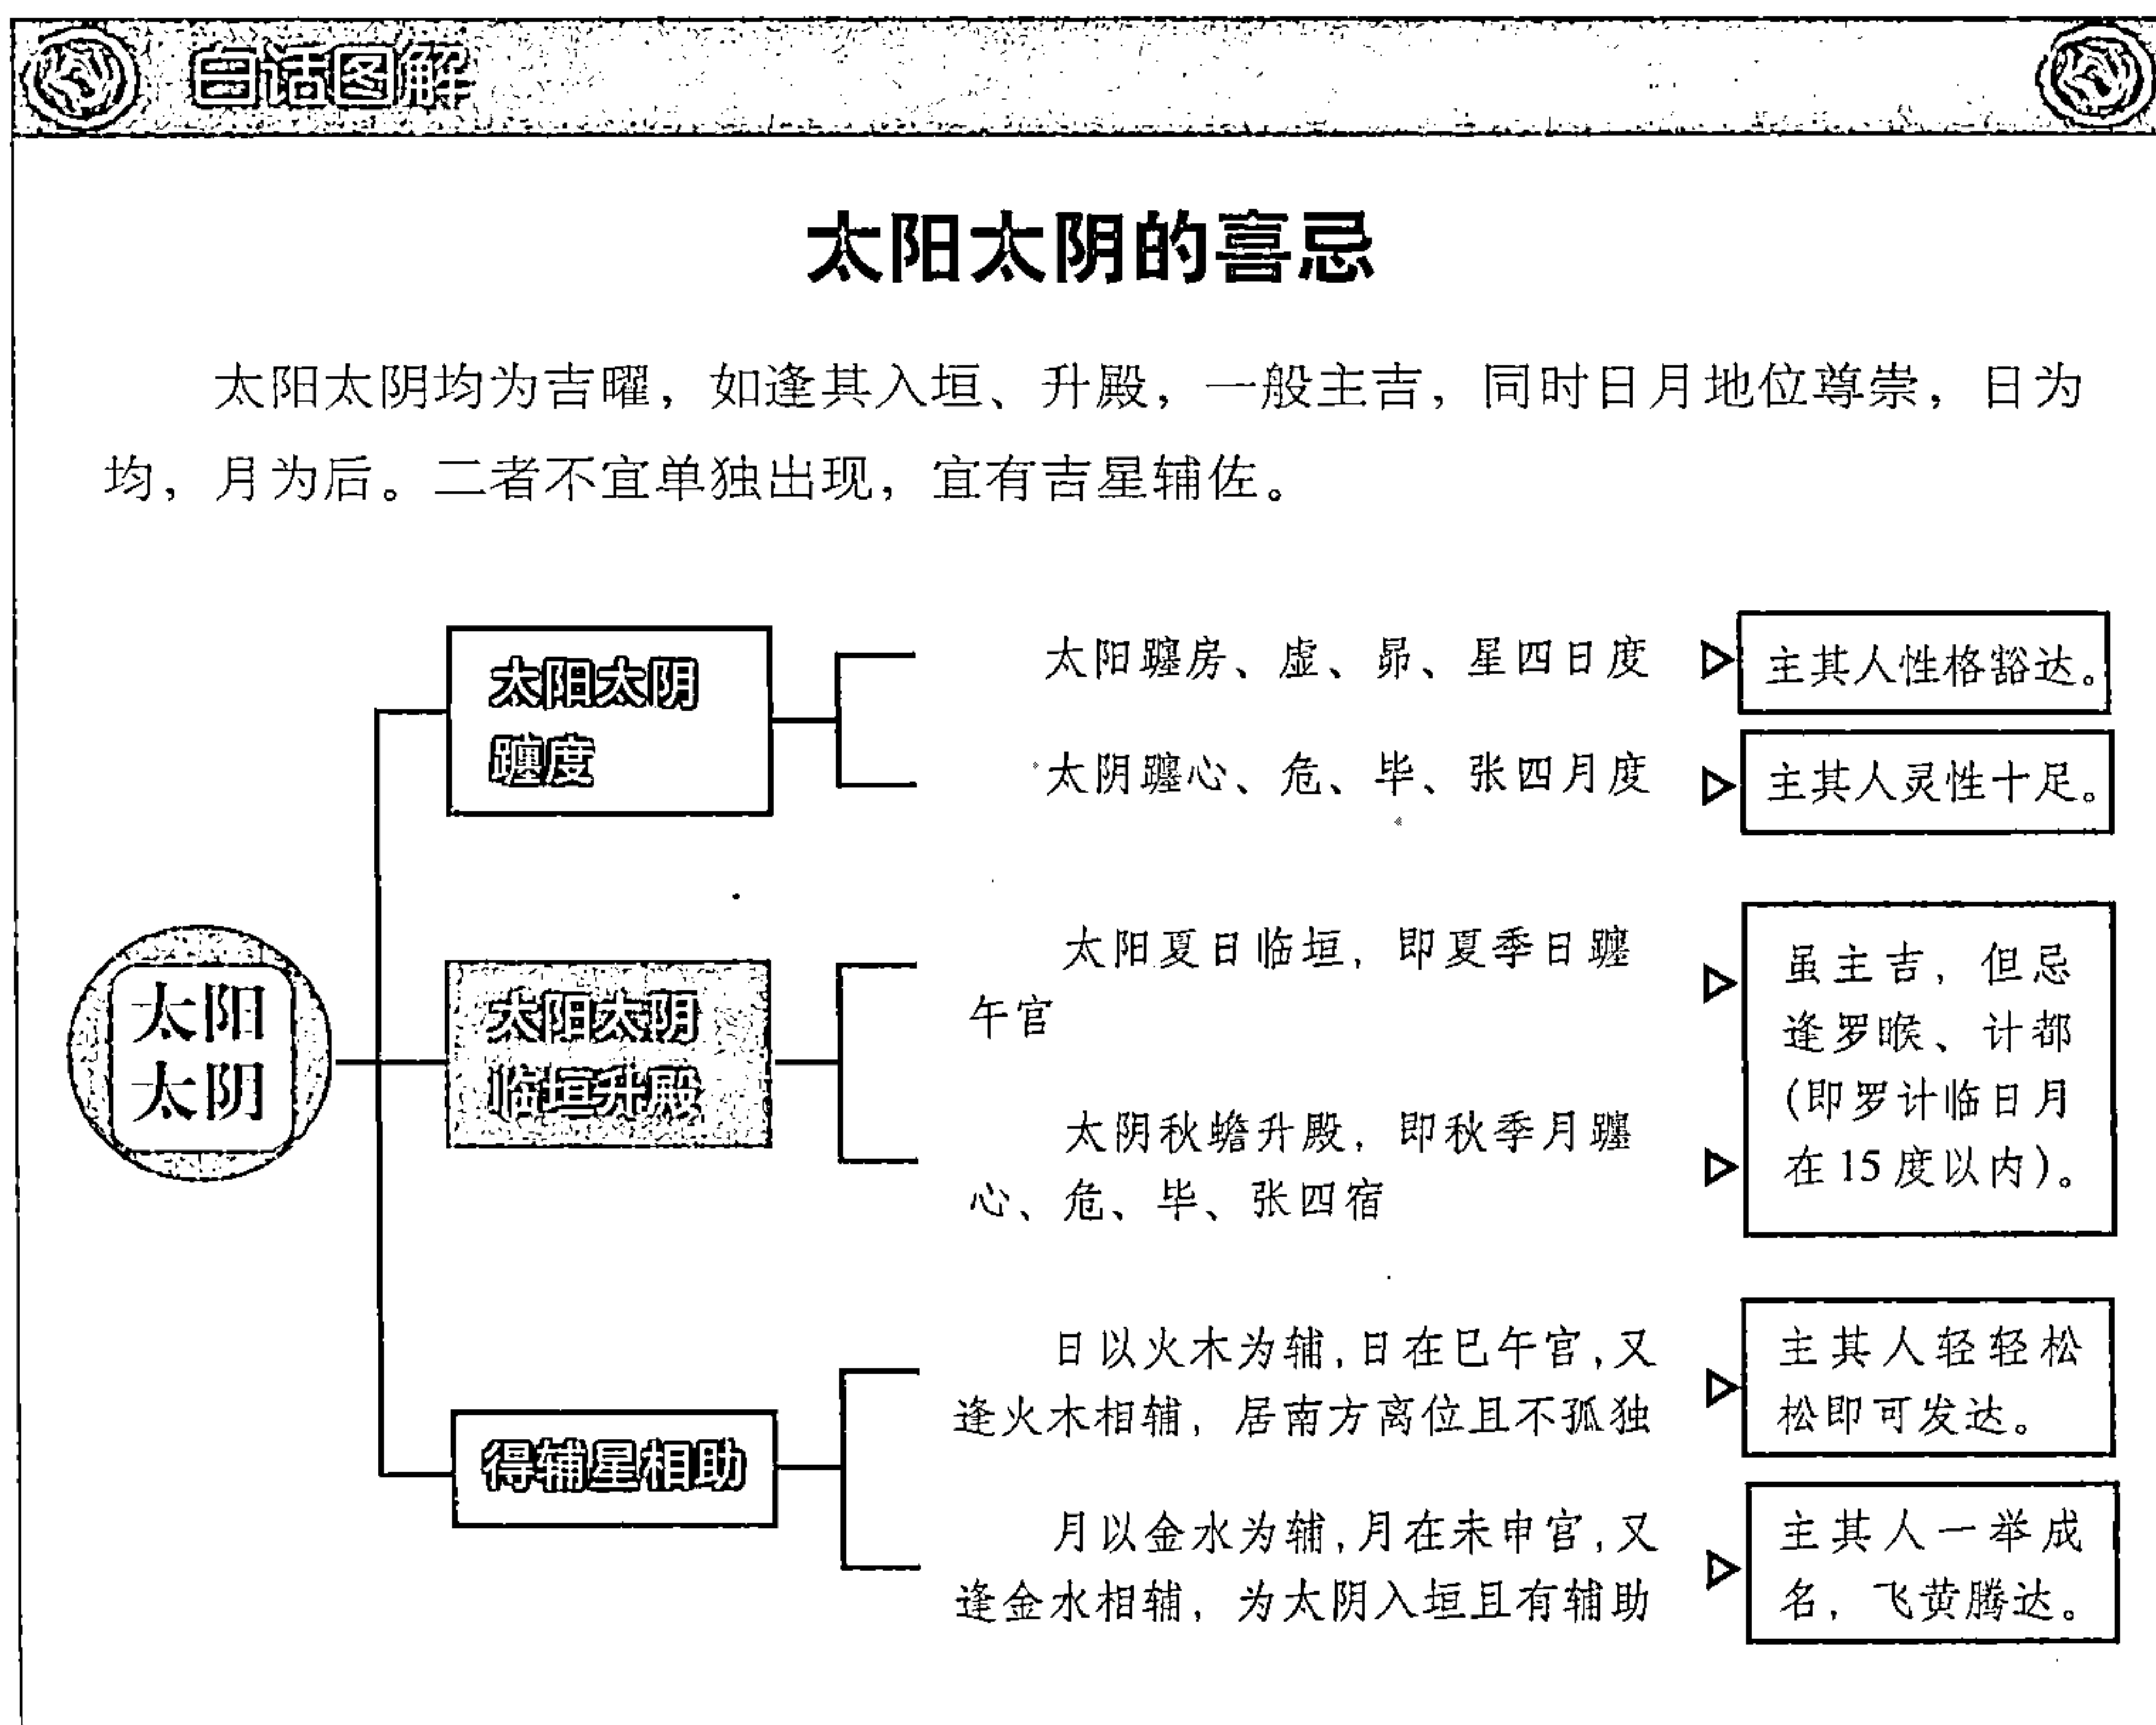 白话图解
太阳太阴的喜忌
太阳太阴均为吉曜，如逢其入垣、升殿，一般主吉，同时日月地位尊崇，日为
均，月为后。二者不宜单独出现，宜有吉星辅佐。
太阳
太阴
太阳太阴
躔度
太阳躔房、虚、昴、星四日度
主其人性格豁达。
太阴躔心、危、毕、张四月度
主其人灵性十足。
太阳太阴
临垣升殿
太阳夏日临垣，即夏季日躔
午官
太阴秋蟾升殿，即秋季月躔
心、危、毕、张四宿
虽主吉，但忌
逢罗睺、计都
(即罗计临日月
在15度以内)。
得辅星相助
日以火木为辅,日在巳午宫,又
逢火木相辅，居南方离位且不孤独
主其人轻轻松
松即可发达。
月以金水为辅,月在未申宫,又
逢金水相辅，为太阴入垣且有辅助
主其人一举成
名，飞黄腾达。